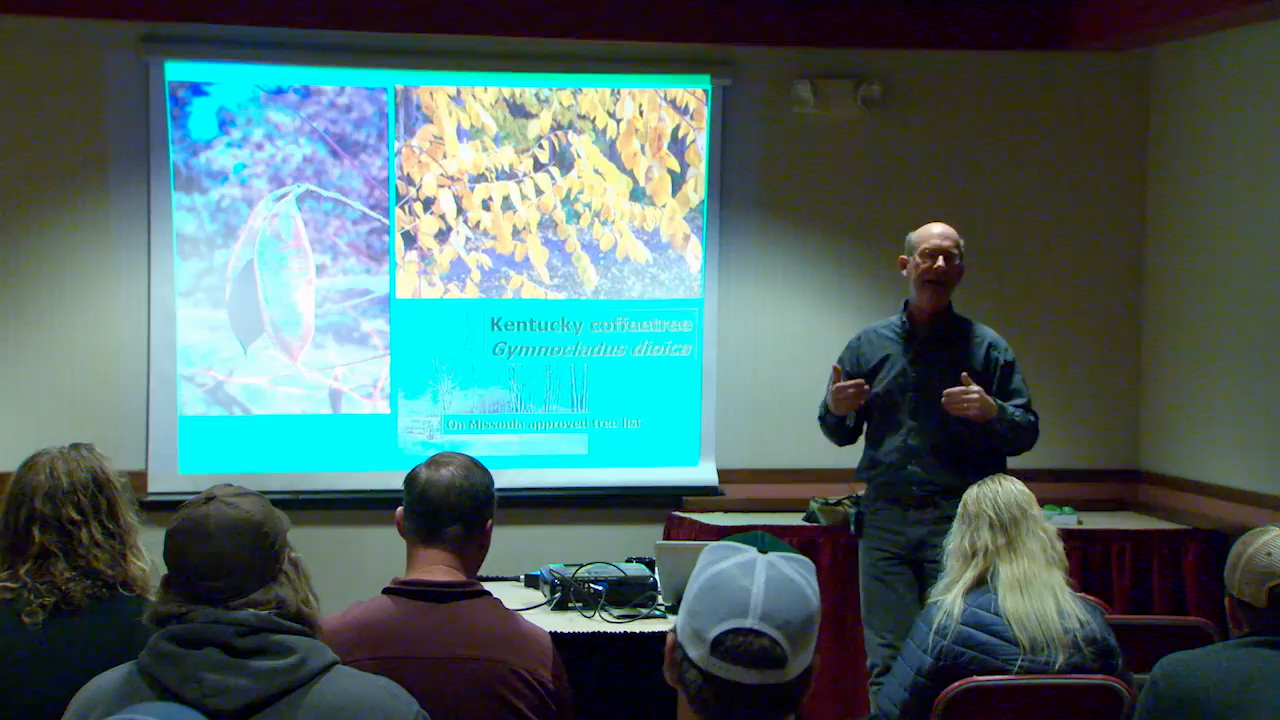 Kentucky coffeetree
Gymnocladus dioica
On Missoula approved tree list